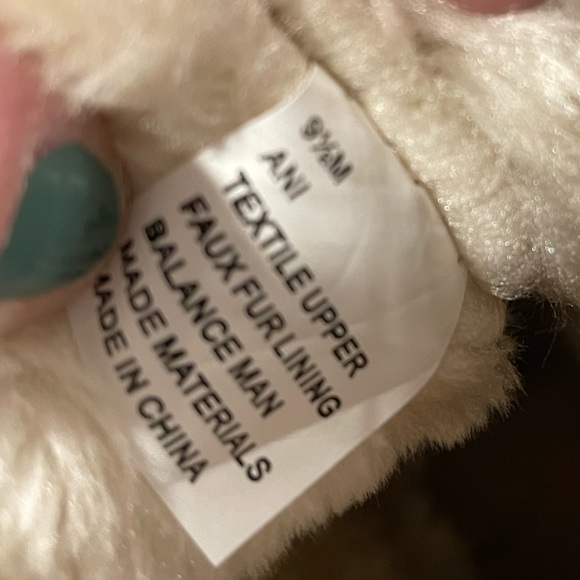 9½M
ANI
TEXTILE UPPER
FAUX FUR LINING
BALANCE MAN
MADE MATERIALS
MADE IN CHINA